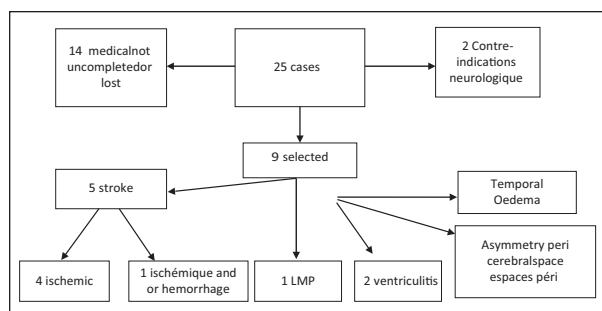 14 medicalnot
uncompletedor
lost
25 cases
2 Contre-
indications
neurologique
9 selected
5 stroke
Temporal
Oedema
4 ischemic
1 ischémique and
or hemorrhage
1 LMP
2 ventriculitis
Asymmetry peri
cerebralspace
espaces péri